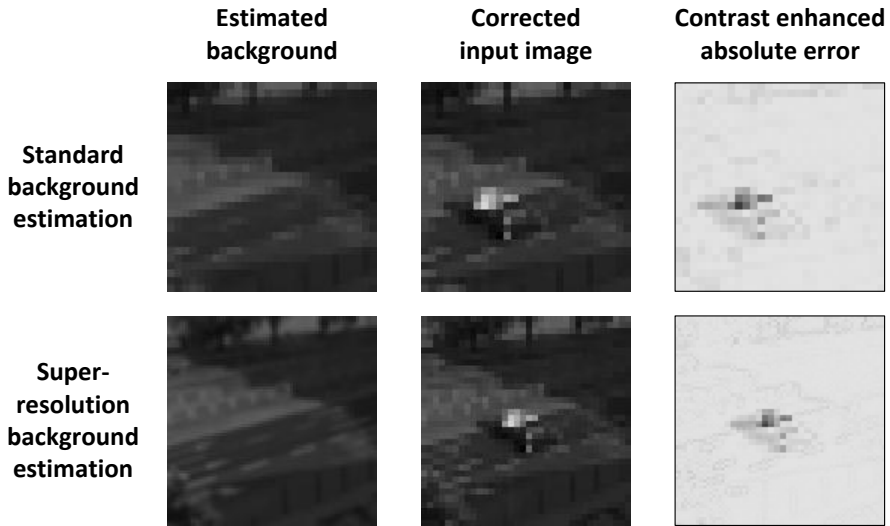 Estimated
background
Corrected
input image
Contrast enhanced
absolute error
Standard
background
estimation
Super-
resolution
background
estimation